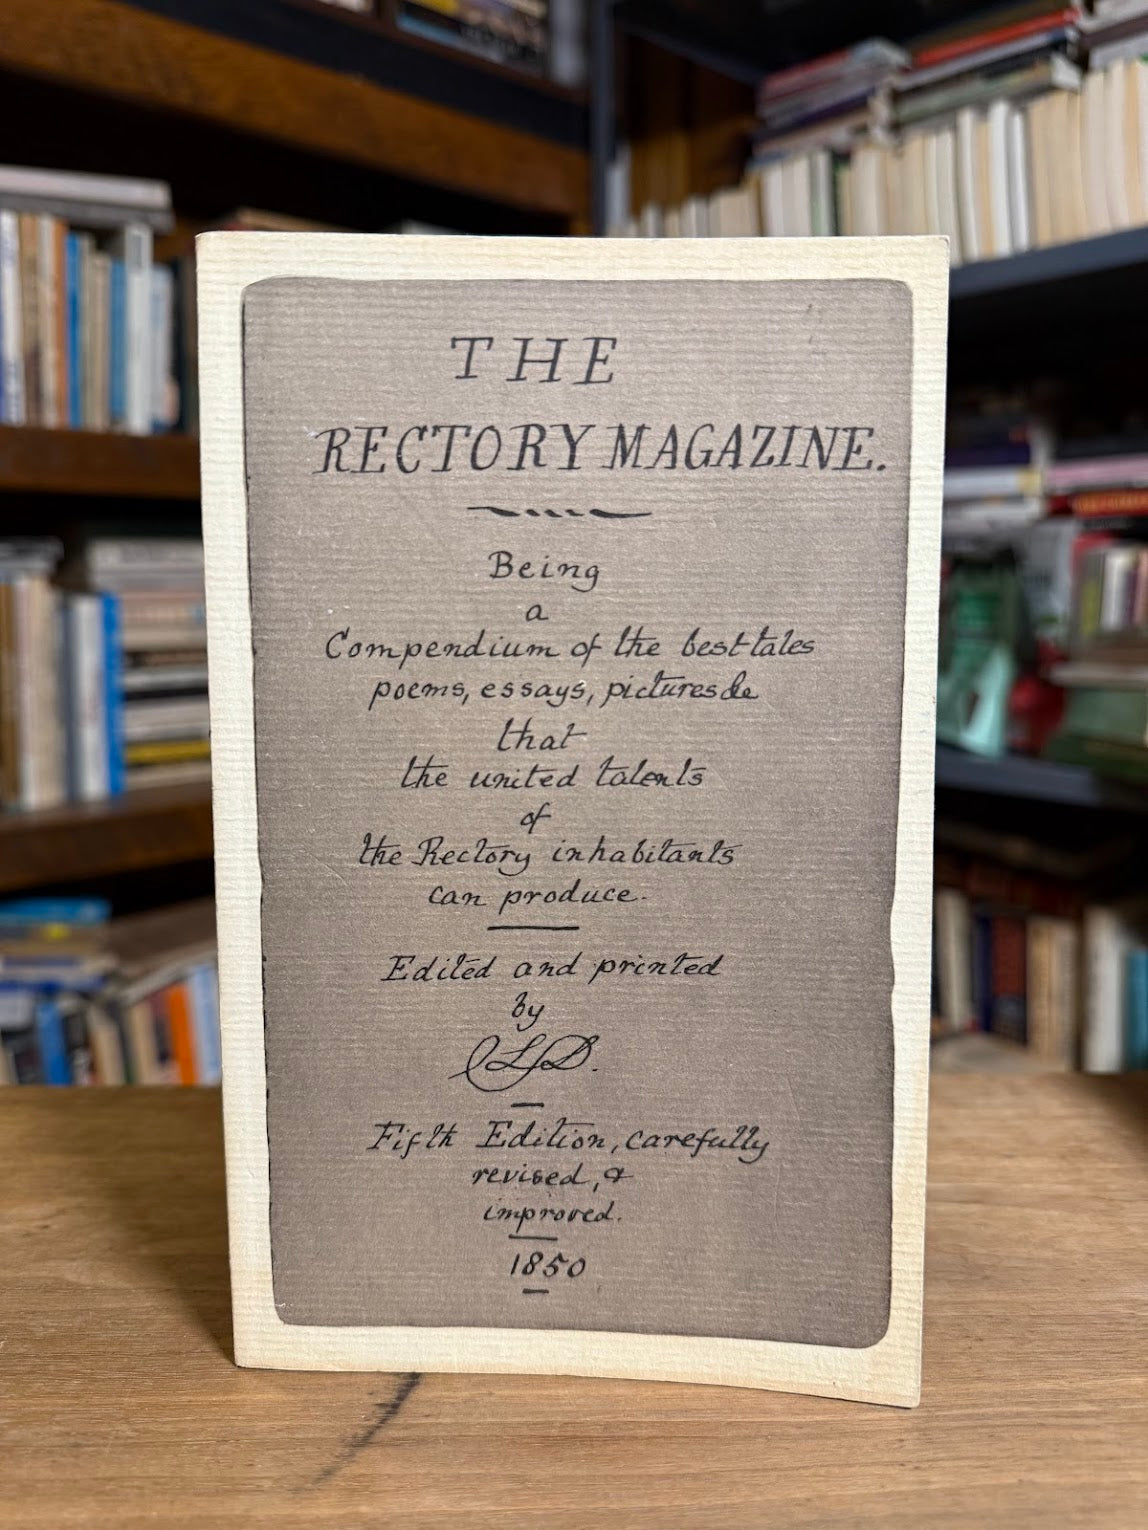 THE
RECTORY MAGAZINE.
Being
a
Compendium of the best tales
poems, essays, pictures &c
that
the united talents
of
the Rectory inhabitants
can produce.
Edited and printed
by
CLD.
Fifth Edition, carefully
revised, &
improved.
1850